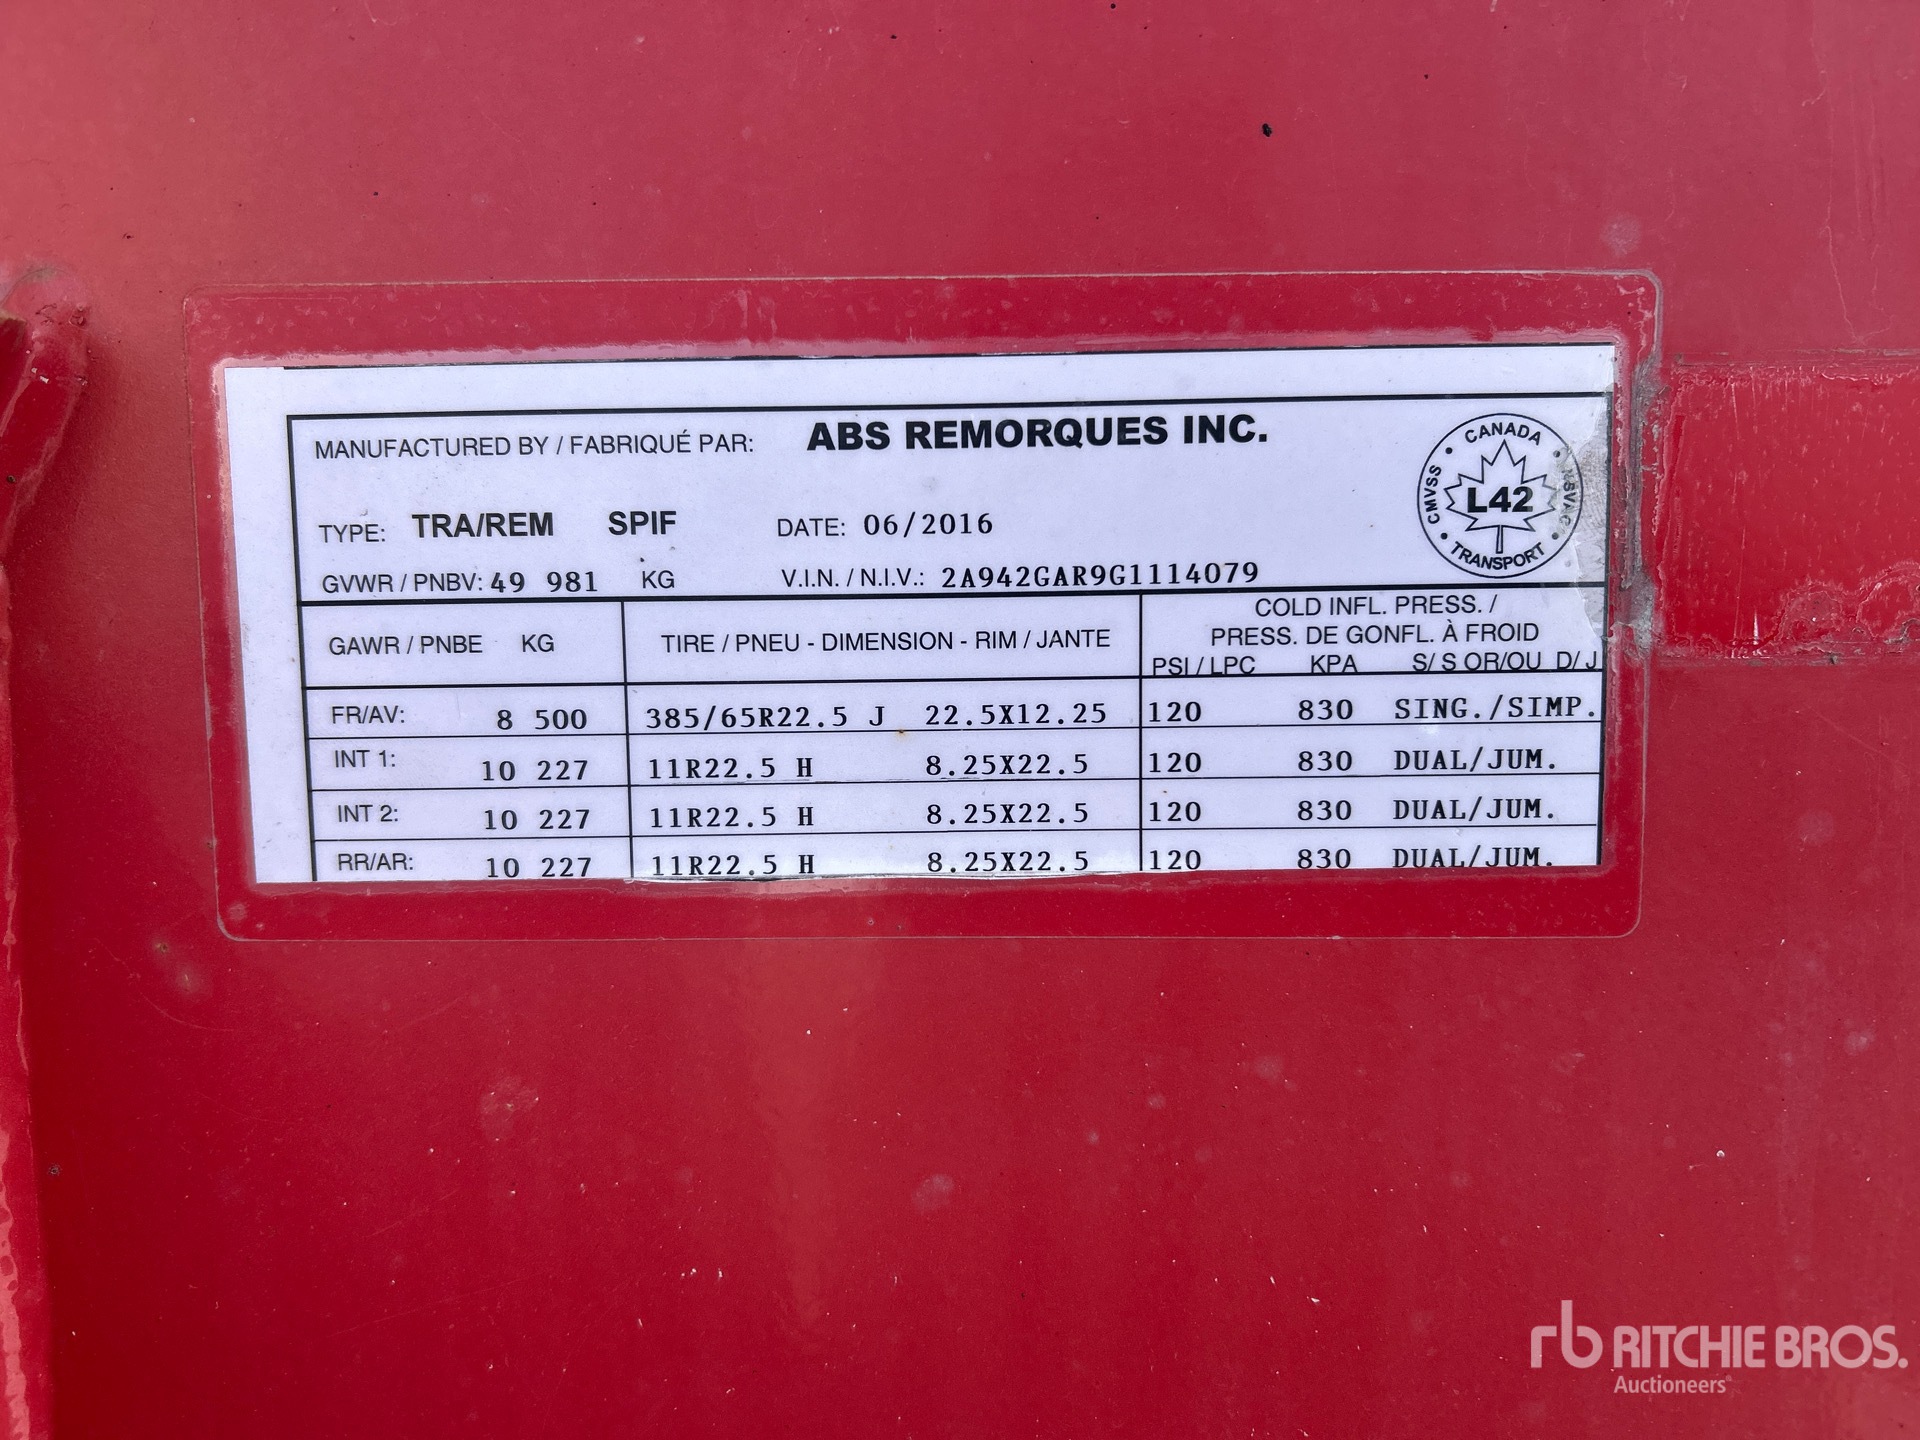 MANUFACTURED BY / FABRIQUÉ PAR: ABS REMORQUES INC.
CANADA
CMVSS L42 NSVAC
TRANSPORT
TYPE: TRA/REM SPIF DATE: 06/2016
GVWR / PNBV: 49 981 KG V.I.N. / N.I.V.: 2A942GAR9G1114079
GAWR / PNBE KG TIRE / PNEU - DIMENSION - RIM / JANTE COLD INFL. PRESS. /
PRESS. DE GONFL. À FROID
PSI / LPC KPA S/ S OR/OU D/ J
FR/AV: 8 500 385/65R22.5 J 22.5X12.25 120 830 SING./SIMP.
INT 1: 10 227 11R22.5 H 8.25X22.5 120 830 DUAL/JUM.
INT 2: 10 227 11R22.5 H 8.25X22.5 120 830 DUAL/JUM.
RR/AR: 10 227 11R22.5 H 8.25X22.5 120 830 DUAL/JUM.
rb RITCHIE BROS.
Auctioneers